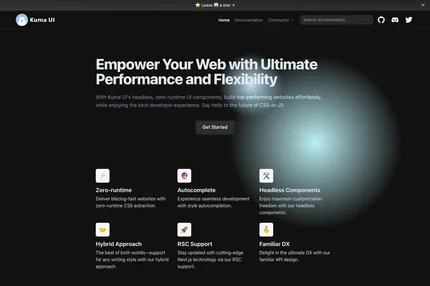 ⭐ Leave 🐻‍❄️ a star →
Kuma UI
Home Documentation Community Search documentation...
Empower Your Web with Ultimate
Performance and Flexibility
With Kuma UI's headless, zero-runtime UI components, build top-performing websites effortlessly,
while enjoying the best developer experience. Say hello to the future of CSS-in-JS
Get Started
Zero-runtime
Deliver blazing-fast websites with
zero-runtime CSS extraction.
Autocomplete
Experience seamless development
with style autocompletion.
Headless Components
Enjoy maximum customization
freedom with our headless
components.
Hybrid Approach
The best of both worlds—support
for any writing style with our hybrid
approach.
RSC Support
Stay updated with cutting-edge
Next.js technology via our RSC
support.
Familiar DX
Delight in the ultimate DX with our
familiar API design.